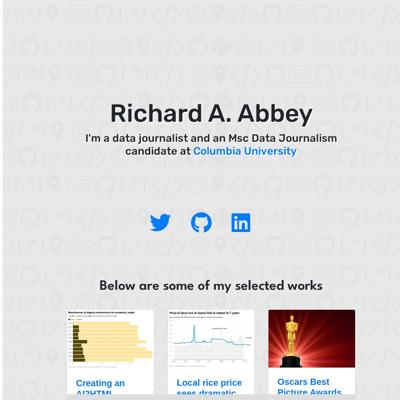 Richard A. Abbey
I'm a data journalist and an Msc Data Journalism
candidate at Columbia University
Below are some of my selected works
Creating an
AI2HTML
Local rice price
sees dramatic
Oscars Best
Picture Awards